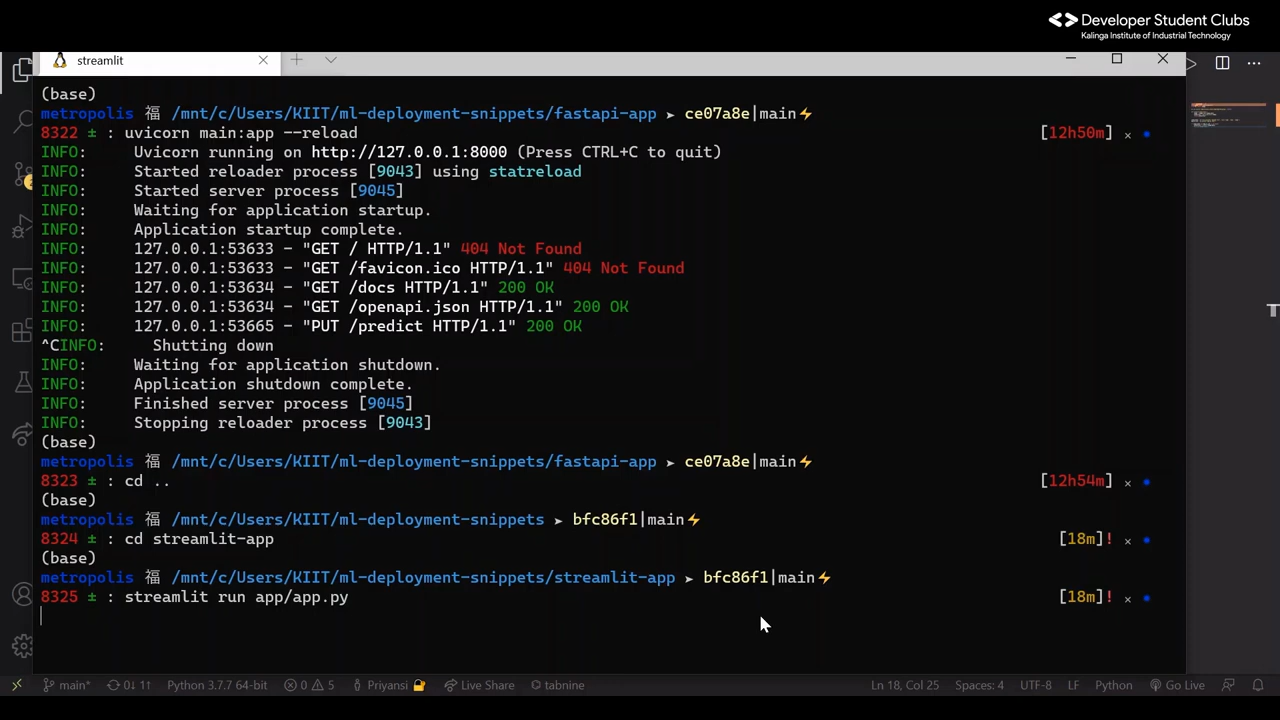 Developer Student Clubs
Kalinga Institute of Industrial Technology
streamlit
(base)
metropolis 福 /mnt/c/Users/KIIT/ml-deployment-snippets/fastapi-app ➤ ce07a8e|main⚡
8322 ± : uvicorn main:app --reload [12h50m] ×
INFO: Uvicorn running on http://127.0.0.1:8000 (Press CTRL+C to quit)
INFO: Started reloader process [9043] using statreload
INFO: Started server process [9045]
INFO: Waiting for application startup.
INFO: Application startup complete.
INFO: 127.0.0.1:53633 - "GET / HTTP/1.1" 404 Not Found
INFO: 127.0.0.1:53633 - "GET /favicon.ico HTTP/1.1" 404 Not Found
INFO: 127.0.0.1:53634 - "GET /docs HTTP/1.1" 200 OK
INFO: 127.0.0.1:53634 - "GET /openapi.json HTTP/1.1" 200 OK
INFO: 127.0.0.1:53665 - "PUT /predict HTTP/1.1" 200 OK
^CINFO: Shutting down
INFO: Waiting for application shutdown.
INFO: Application shutdown complete.
INFO: Finished server process [9045]
INFO: Stopping reloader process [9043]
(base)
metropolis 福 /mnt/c/Users/KIIT/ml-deployment-snippets/fastapi-app ➤ ce07a8e|main⚡
8323 ± : cd .. [12h54m] ×
(base)
metropolis 福 /mnt/c/Users/KIIT/ml-deployment-snippets ➤ bfc86f1|main⚡
8324 ± : cd streamlit-app [18m]! ×
(base)
metropolis 福 /mnt/c/Users/KIIT/ml-deployment-snippets/streamlit-app ➤ bfc86f1|main⚡
8325 ± : streamlit run app/app.py [18m]! ×
main* 0↓ 1↑ Python 3.7.7 64-bit 0 5 Priyansi Live Share tabnine Ln 18, Col 25 Spaces: 4 UTF-8 LF Python Go Live